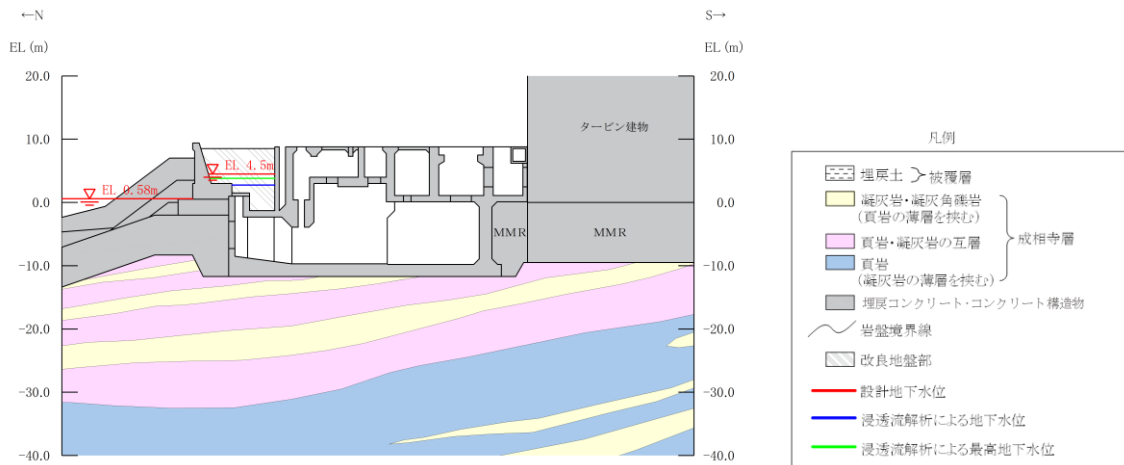 ←N
S→
EL (m)
EL (m)
20.0
20.0
タービン建物
10.0
10.0
EL 4.5m
EL 0.58m
0.0
0.0
MMR
MMR
-10.0
-10.0
-20.0
-20.0
-30.0
-30.0
-40.0
-40.0
凡例
埋戻土 被覆層
凝灰岩・凝灰角礫岩
(頁岩の薄層を挟む)
成相寺層
頁岩・凝灰岩の互層
頁岩
(凝灰岩の薄層を挟む)
埋戻コンクリート・コンクリート構造物
岩盤境界線
改良地盤部
設計地下水位
浸透流解析による地下水位
浸透流解析による最高地下水位